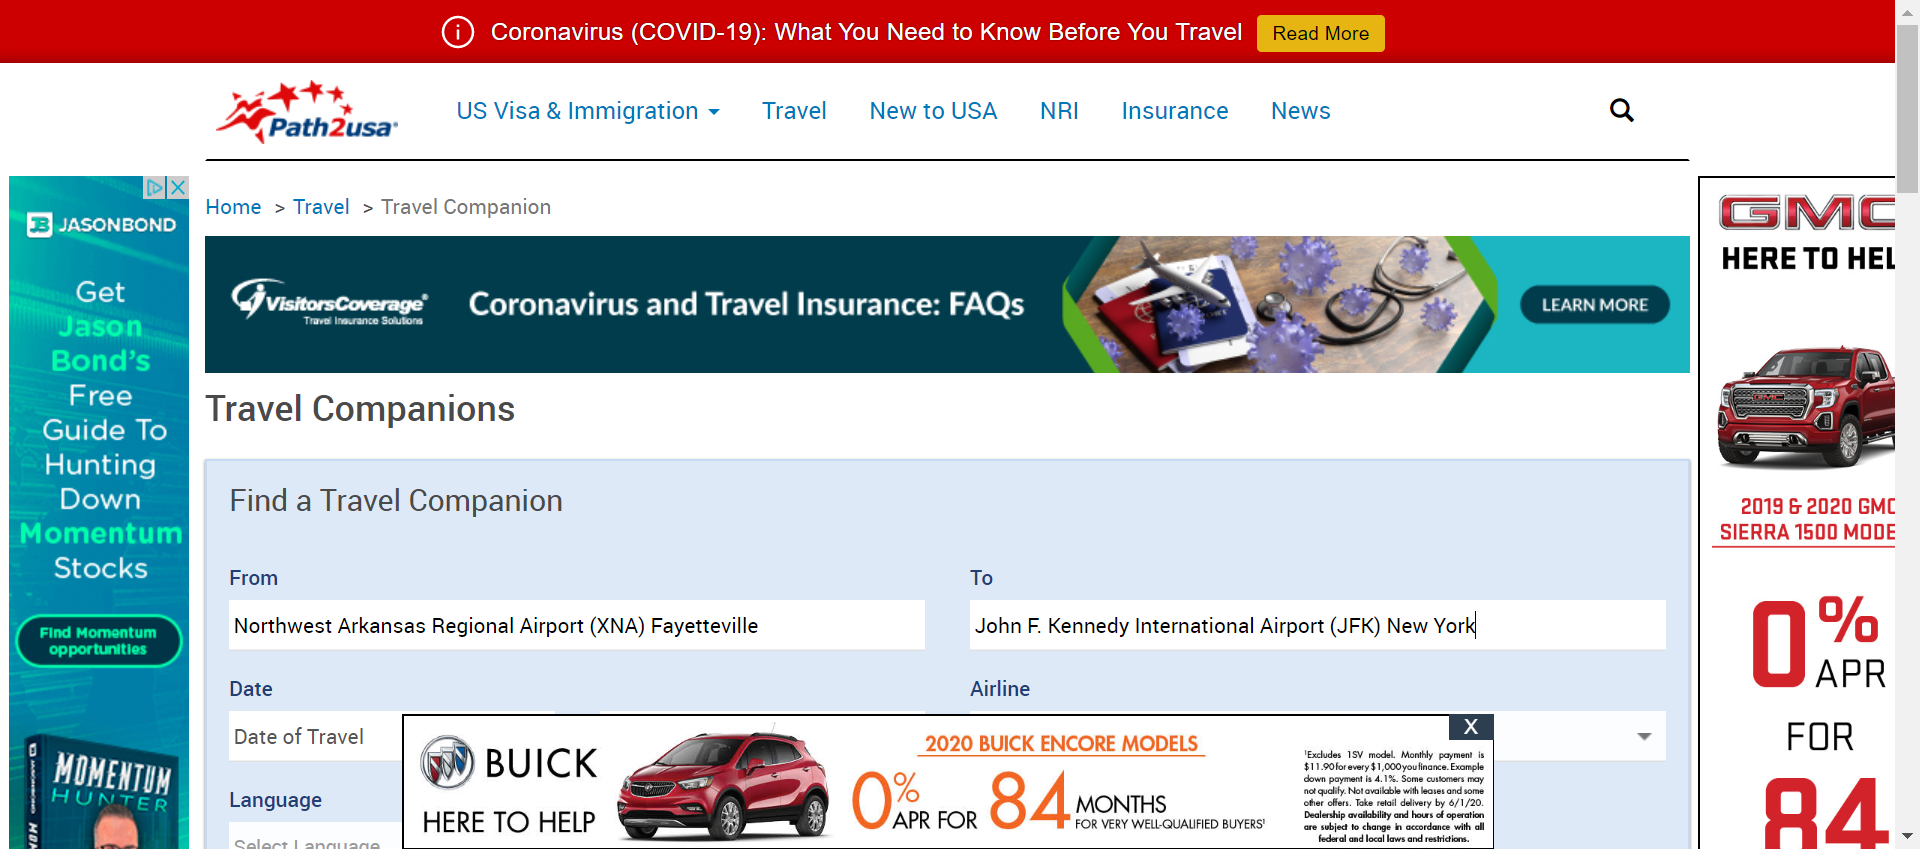 Coronavirus (COVID-19): What You Need to Know Before You Travel Read More
Path2usa
US Visa & Immigration Travel New to USA NRI Insurance News
JASONBOND
Get
Jason
Bond's
Free
Guide To
Hunting
Down
Momentum
Stocks
Find Momentum
opportunities
MOMENTUM
HUNTER
Home > Travel > Travel Companion
VisitorsCoverage®
Travel Insurance Solutions
Coronavirus and Travel Insurance: FAQs
LEARN MORE
Travel Companions
Find a Travel Companion
From
To
Northwest Arkansas Regional Airport (XNA) Fayetteville
John F. Kennedy International Airport (JFK) New York
Date
Airline
Date of Travel
Language
Select Language
X
BUICK
HERE TO HELP
2020 BUICK ENCORE MODELS
0% APR FOR 84 MONTHS
FOR VERY WELL-QUALIFIED BUYERS¹
¹Excludes 1SV model. Monthly payment is
$11.90 for every $1,000 you finance. Example
down payment is 4.1%. Some customers may
not qualify. Not available with leases and some
other offers. Take retail delivery by 6/1/20.
Dealership availability and hours of operation
are subject to change in accordance with all
federal and local laws and restrictions.
GMC
HERE TO HEL
2019 & 2020 GMC
SIERRA 1500 MODE
0%
APR
FOR
84